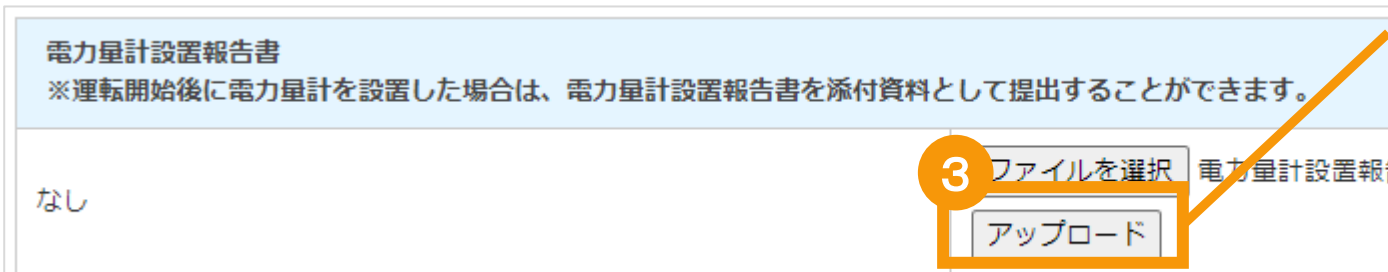 電力量計設置報告書
※運転開始後に電力量計を設置した場合は、電力量計設置報告書を添付資料として提出することができます。
なし
3
ファイルを選択 電力量計設置報
アップロード